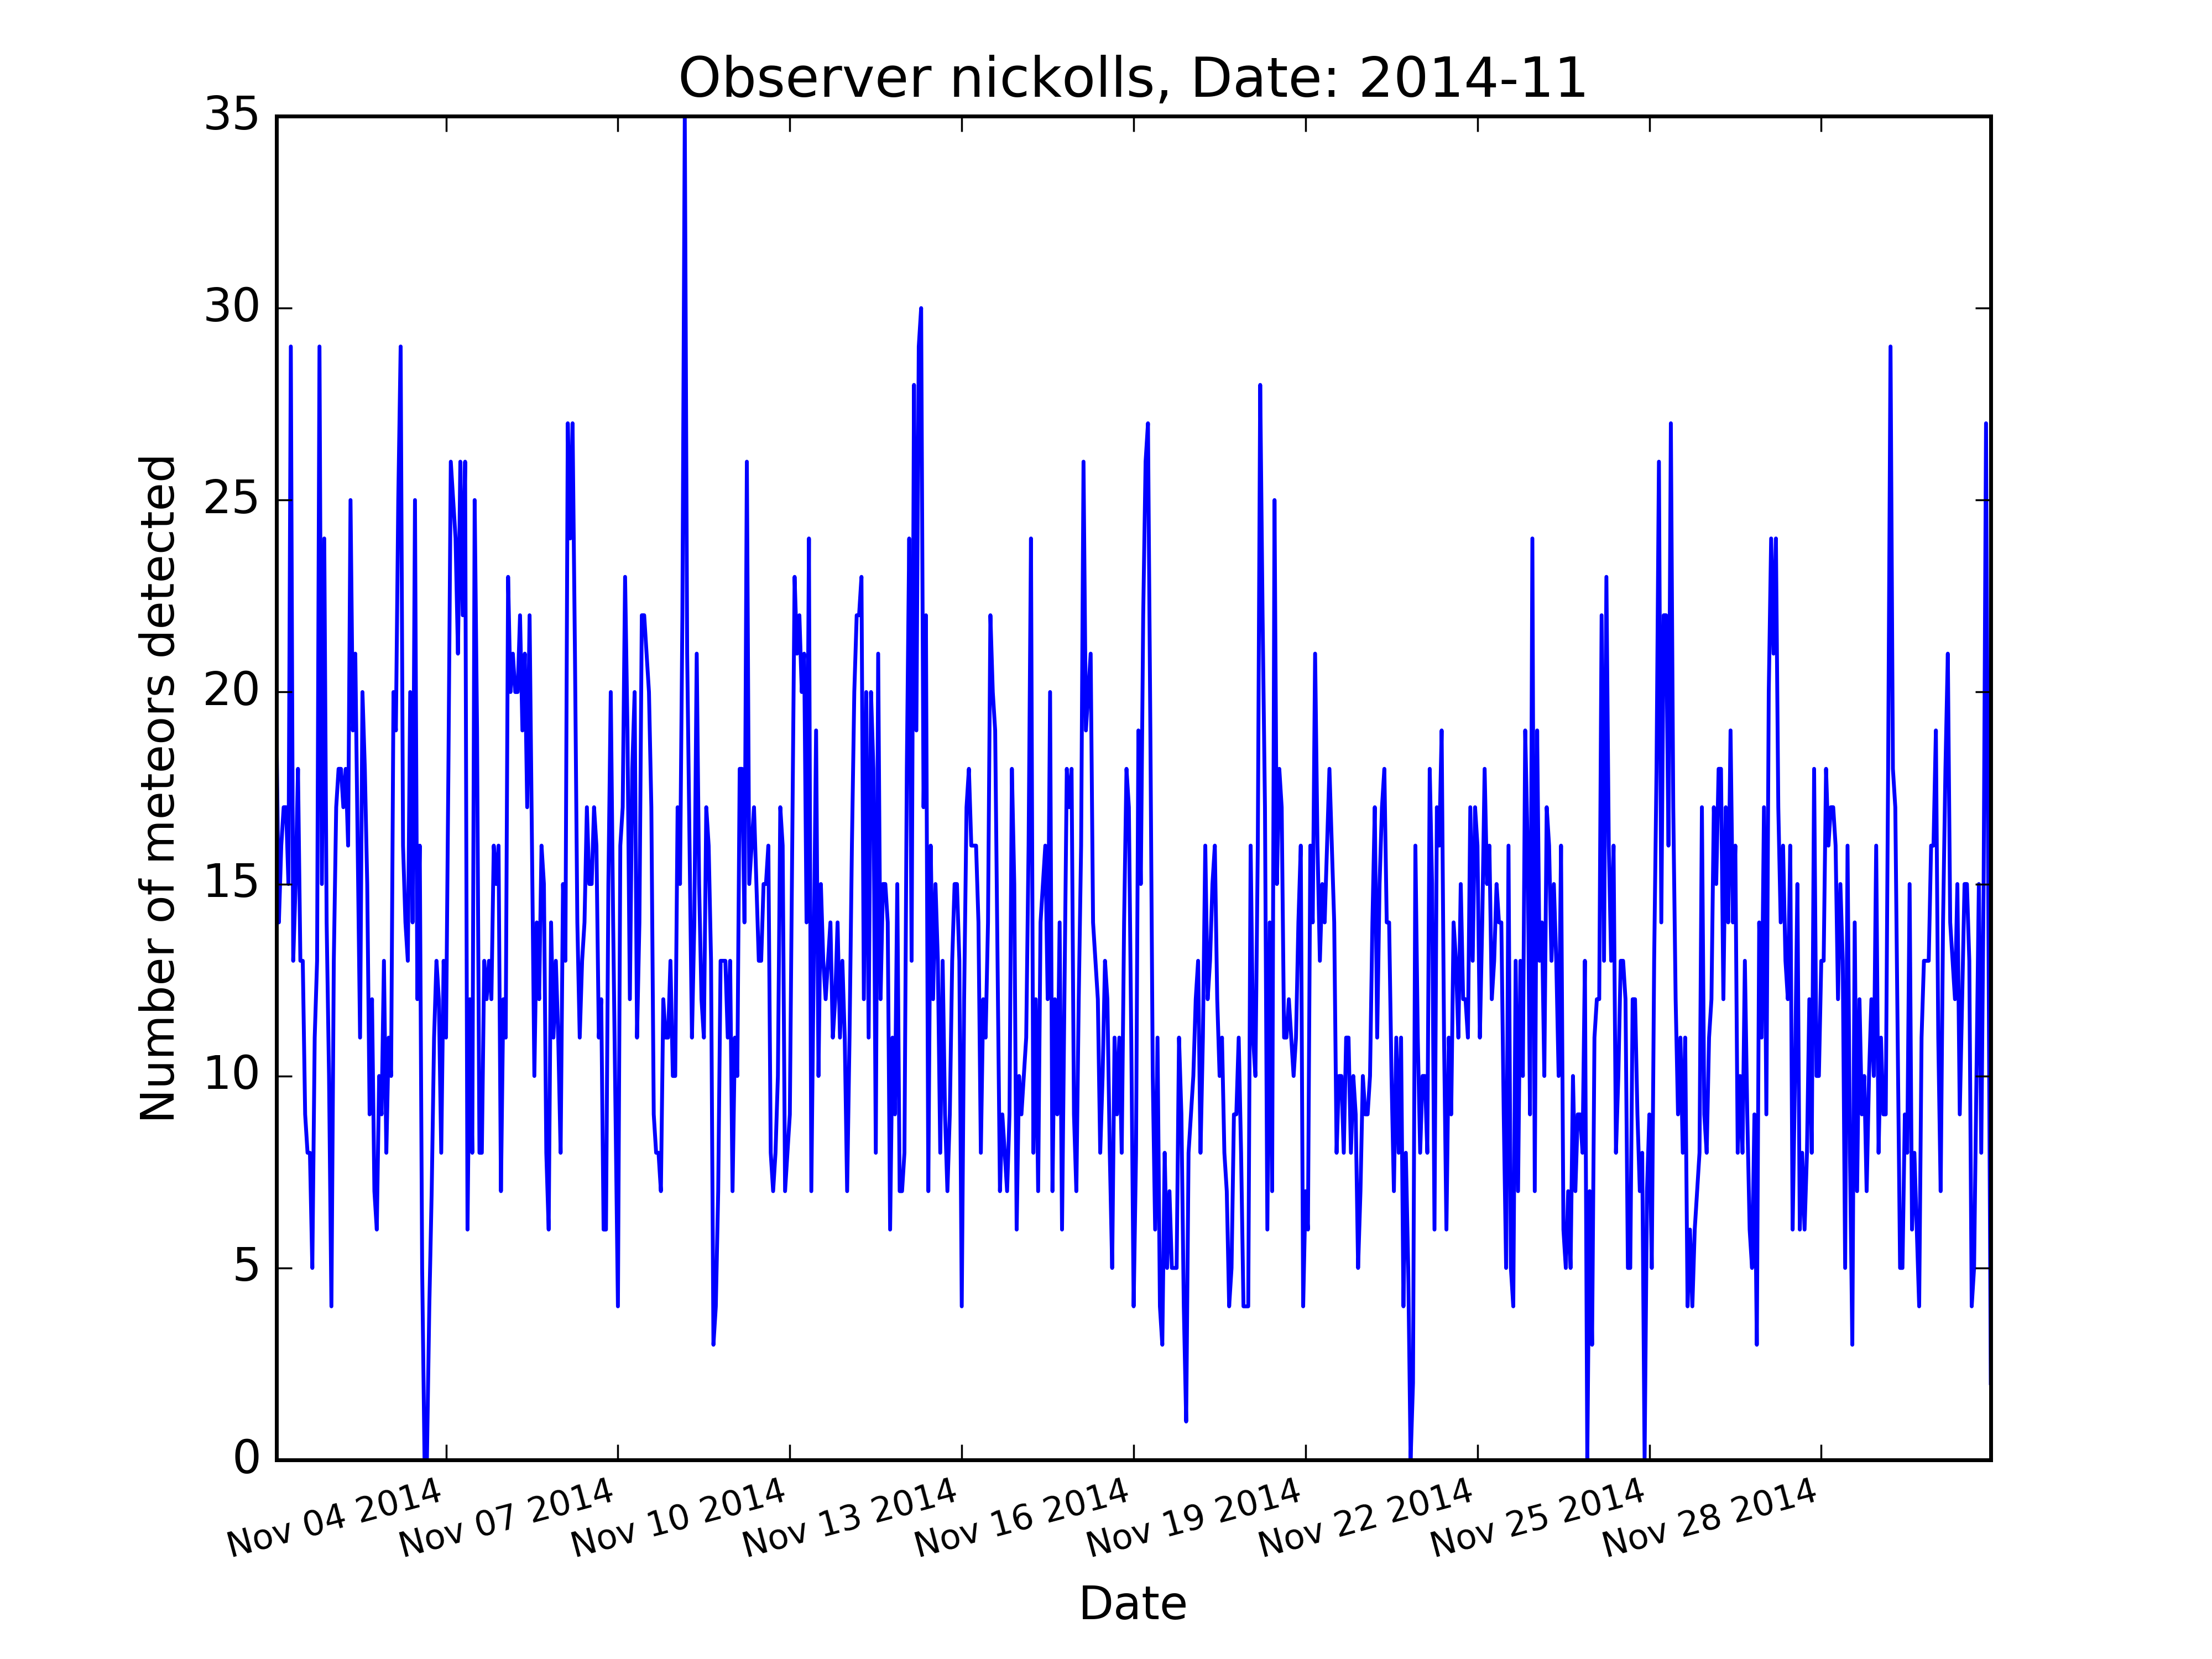 Observer nickolls, Date: 2014-11
Number of meteors detected
35
30
25
20
15
10
5
0
Nov 04 2014
Nov 07 2014
Nov 10 2014
Nov 13 2014
Nov 16 2014
Nov 19 2014
Nov 22 2014
Nov 25 2014
Nov 28 2014
Date